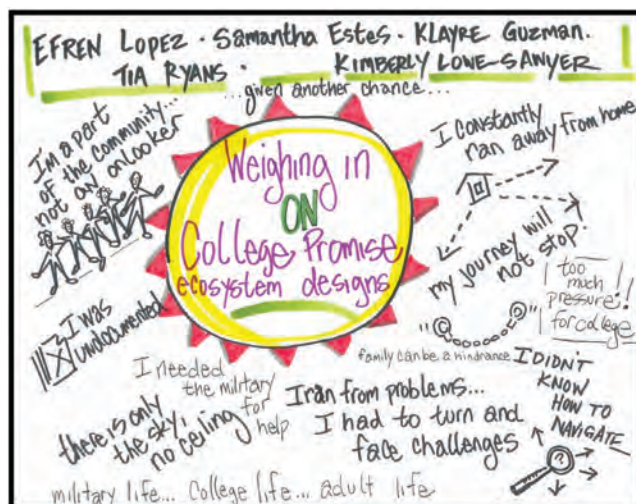 EFREN LOPEZ · Samantha Estes · KLAYRE GUZMAN ·
TIA RYANS · KIMBERLY LOWE-SAWYER
...given another chance...
I'm a part
of the community...
not an onlooker
Weighing in
ON
College Promise
ecosystem designs
I constantly
ran away from home
my journey will
not stop!
too
much
pressure!!
for college
I was
undocumented
family can be a hindrance
I needed
the military
for
help
there is only
the sky,
no ceiling
I ran from problems...
I had to turn and
face challenges
I DIDN'T
KNOW
HOW TO
NAVIGATE
?
military life... college life... adult life